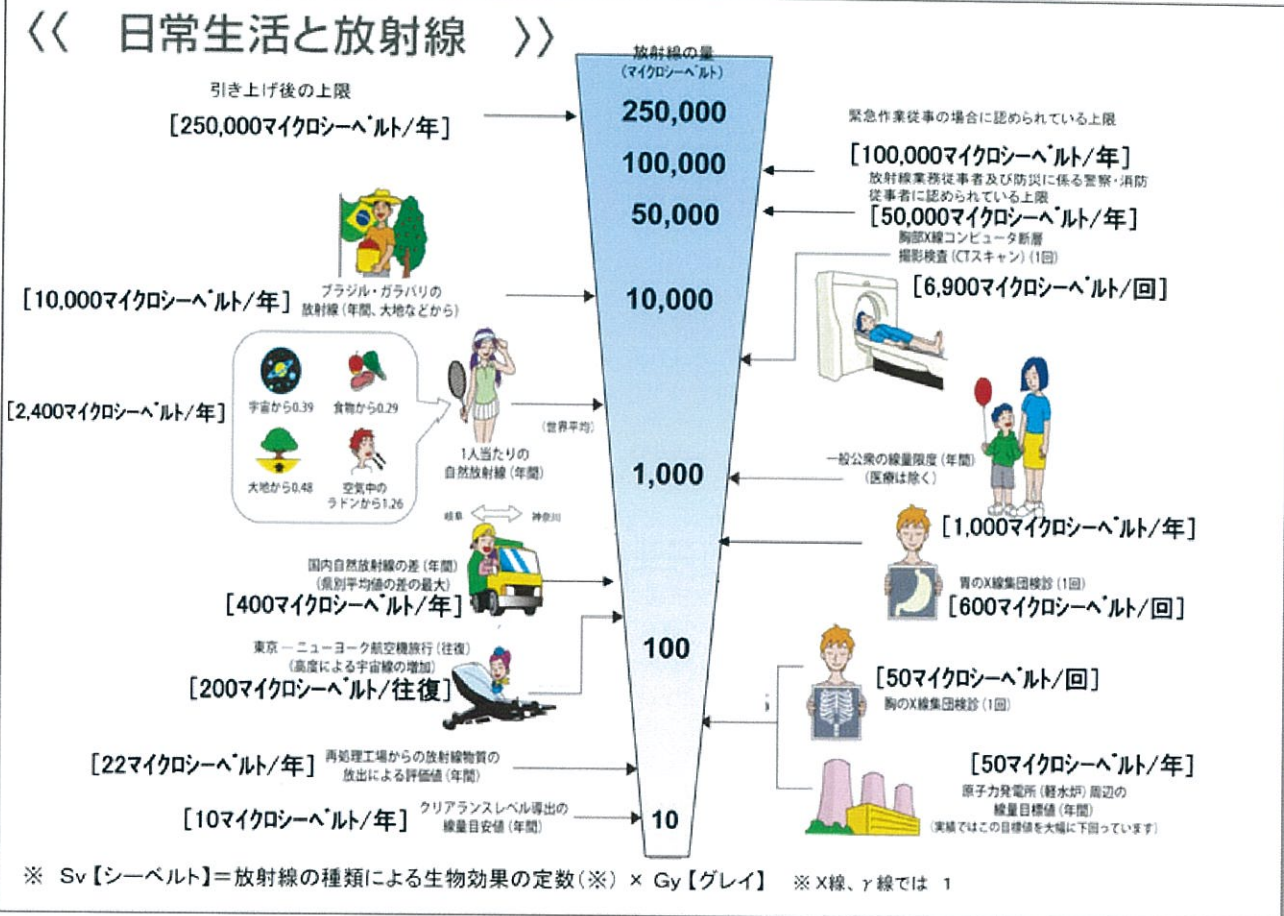 《 日常生活と放射線 》
放射線の量
(マイクロシーベルト)
250,000
100,000
50,000
10,000
1,000
100
10
引き上げ後の上限
[250,000マイクロシーベルト/年]
ブラジル・ガラパリの
放射線(年間、大地などから)
[10,000マイクロシーベルト/年]
宇宙から0.39
食物から0.29
大地から0.48
空気中の
ラドンから1.26
[2,400マイクロシーベルト/年]
(世界平均)
1人当たりの
自然放射線(年間)
岐阜
神奈川
国内自然放射線の差(年間)
(県別平均値の差の最大)
[400マイクロシーベルト/年]
東京―ニューヨーク航空機旅行(往復)
(高度による宇宙線の増加)
[200マイクロシーベルト/往復]
[22マイクロシーベルト/年]
再処理工場からの放射線物質の
放出による評価値(年間)
[10マイクロシーベルト/年]
クリアランスレベル導出の
線量目安値(年間)
緊急作業従事の場合に認められている上限
[100,000マイクロシーベルト/年]
放射線業務従事者及び防災に係る警察・消防
従事者に認められている上限
[50,000マイクロシーベルト/年]
胸部X線コンピュータ断層
撮影検査(CTスキャン)(1回)
[6,900マイクロシーベルト/回]
一般公衆の線量限度(年間)
(医療は除く)
[1,000マイクロシーベルト/年]
胃のX線集団検診(1回)
[600マイクロシーベルト/回]
[50マイクロシーベルト/回]
胸のX線集団検診(1回)
[50マイクロシーベルト/年]
原子力発電所(軽水炉)周辺の
線量目標値(年間)
(実績ではこの目標値を大幅に下回っています)
※ Sv【シーベルト】=放射線の種類による生物効果の定数(※) × Gy【グレイ】 ※X線、γ線では 1